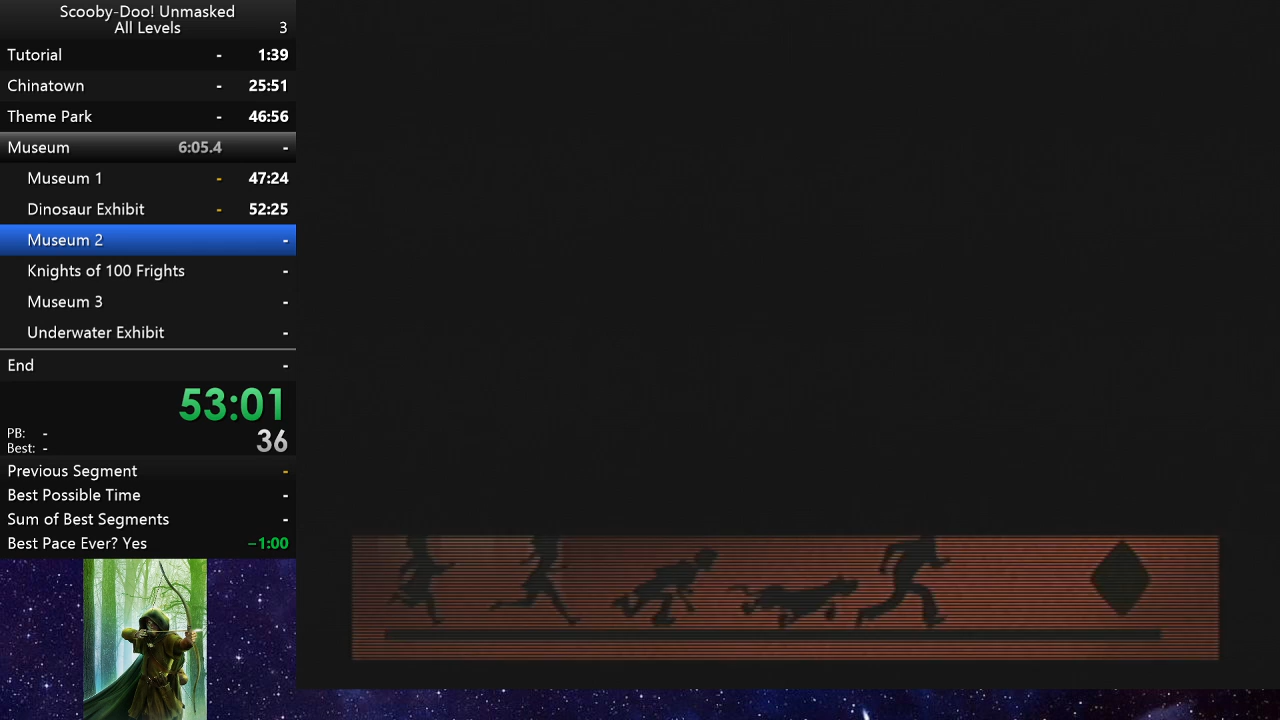 Scooby-Doo! Unmasked
All Levels 3
Tutorial - 1:39
Chinatown - 25:51
Theme Park - 46:56
Museum 6:05.4 -
Museum 1 - 47:24
Dinosaur Exhibit - 52:25
Museum 2 -
Knights of 100 Frights -
Museum 3 -
Underwater Exhibit -
End -
53:01
PB: - 36
Best: -
Previous Segment -
Best Possible Time -
Sum of Best Segments -
Best Pace Ever? Yes −1:00